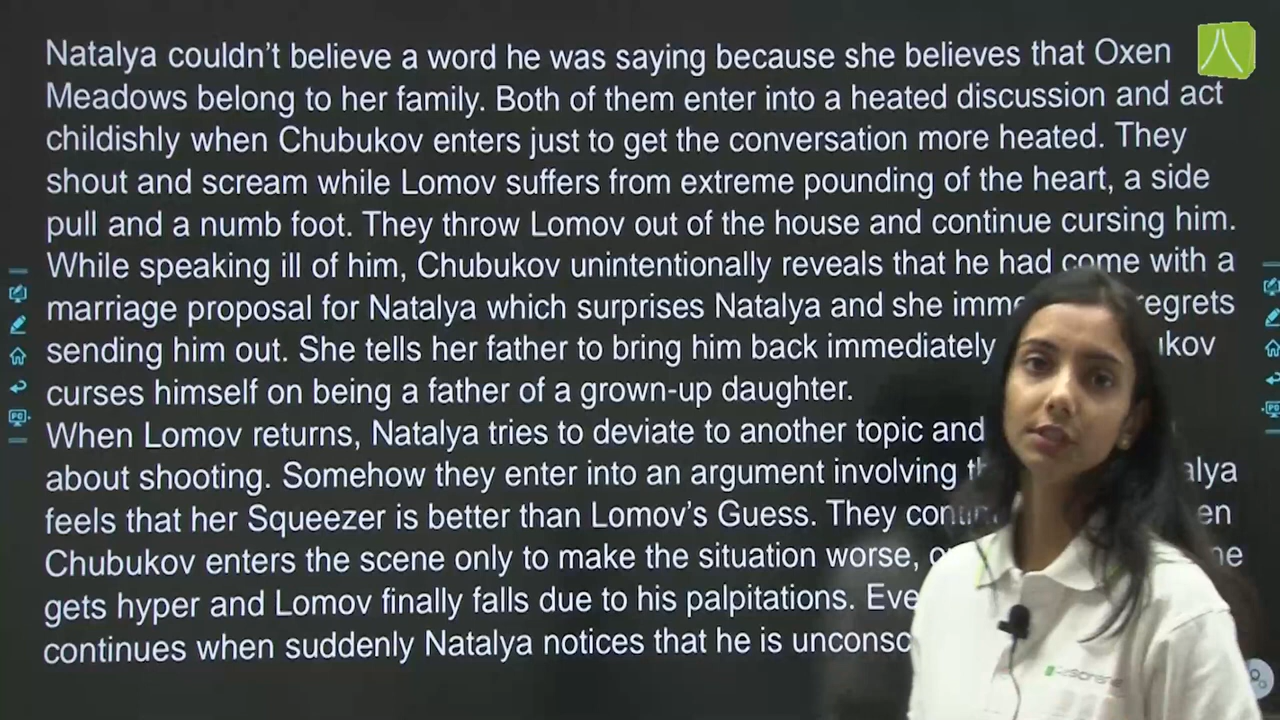 Natalya couldn't believe a word he was saying because she believes that Oxen
Meadows belong to her family. Both of them enter into a heated discussion and act
childishly when Chubukov enters just to get the conversation more heated. They
shout and scream while Lomov suffers from extreme pounding of the heart, a side
pull and a numb foot. They throw Lomov out of the house and continue cursing him.
While speaking ill of him, Chubukov unintentionally reveals that he had come with a
marriage proposal for Natalya which surprises Natalya and she regrets
sending him out. She tells her father to bring him back immediately
curses himself on being a father of a grown-up daughter.
When Lomov returns, Natalya tries to deviate to another topic and
about shooting. Somehow they enter into an argument involving
feels that her Squeezer is better than Lomov's Guess. They
Chubukov enters the scene only to make the situation worse,
gets hyper and Lomov finally falls due to his palpitations.
continues when suddenly Natalya notices that he is